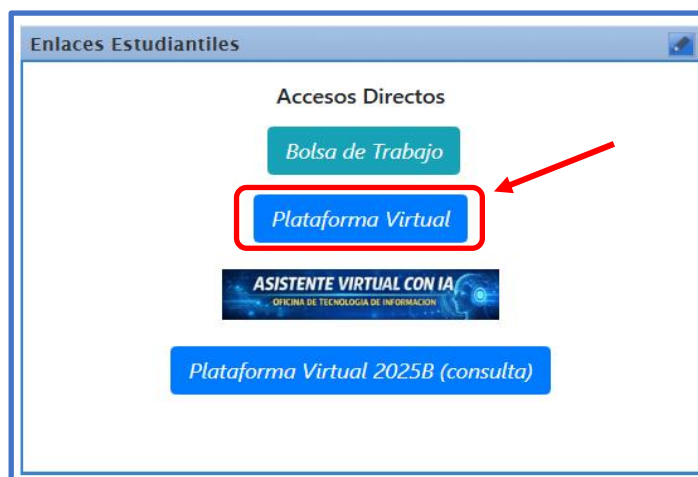 Enlaces Estudiantiles
Accesos Directos
Bolsa de Trabajo
Plataforma Virtual
ASISTENTE VIRTUAL CON IA
OFICINA DE TECNOLOGIA DE INFORMACION
Plataforma Virtual 2025B (consulta)